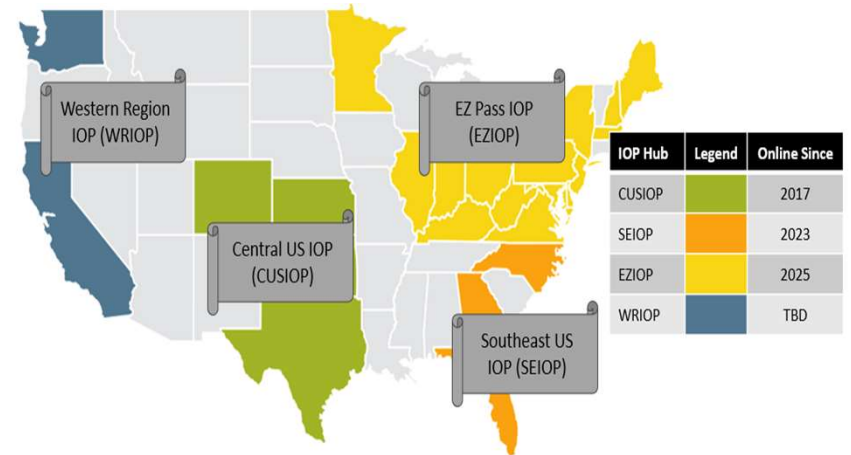 Western Region
IOP (WRIOP)
EZ Pass IOP
(EZIOP)
Central US IOP
(CUSIOP)
Southeast US
IOP (SEIOP)
IOP Hub Legend Online Since
CUSIOP 2017
SEIOP 2023
EZIOP 2025
WRIOP TBD